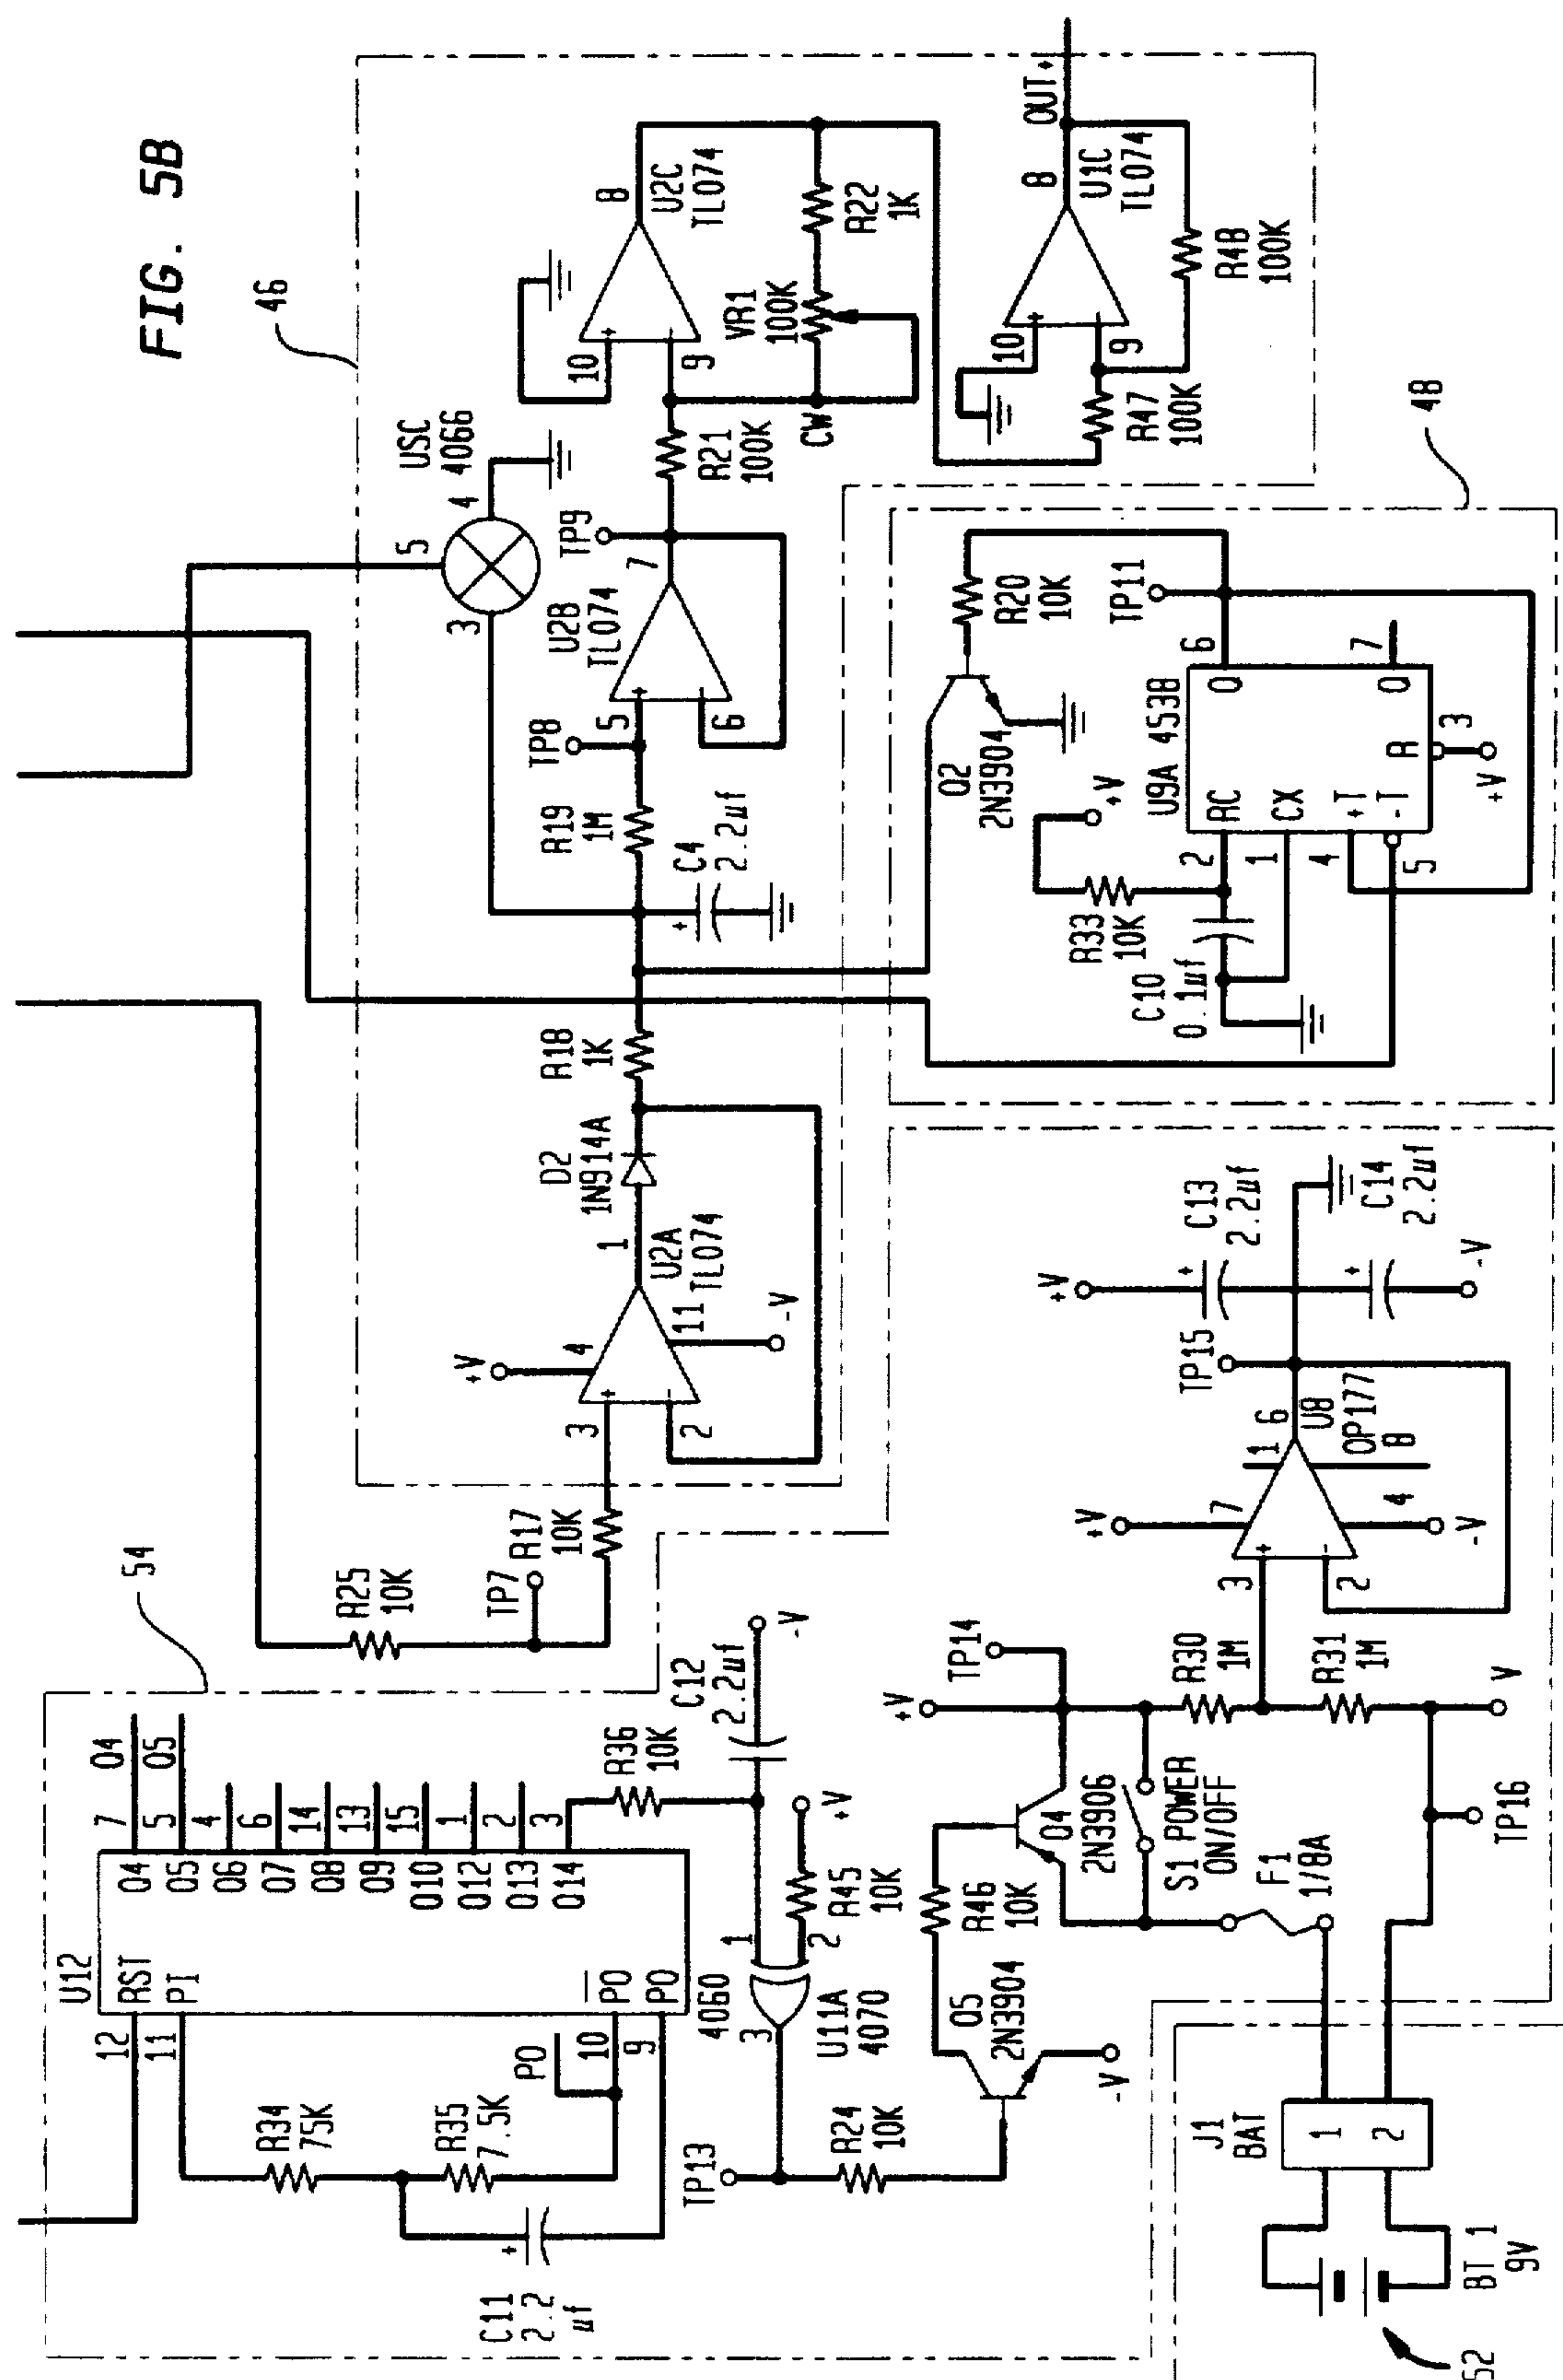 FIG. 5B
46
54
U12
RST
PI
PO
PO
12
11
10
9
PO
O4
O5
O6
O7
O8
O9
O10
O12
O13
O14
7
O4
5
O5
4
6
14
13
15
1
2
3
4060
R34
75K
R35
7.5K
C11
2.2
µf
R36
10K
C12
2.2µf
-V
R45
10K
+V
1
2
3
U11A
4070
TP13
R24
10K
Q5
2N3904
-V
R46
10K
Q4
2N3906
S1 POWER
ON/OFF
F1
1/8A
+V
TP14
R30
1M
R31
1M
V
TP16
J1
BAT
1
2
BT 1
9V
52
3
2
+V
7
4
-V
1
6
U8
OP177
8
TP15
+V
+
C13
2.2µf
+
C14
2.2µf
-V
R25
10K
TP7
R17
10K
3
2
+
-
+V
4
11
-V
1
U2A
TL074
D2
1N914A
R18
1K
+
C4
2.2µf
R19
1M
TP8
5
6
+
-
U2B
TL074
7
TP9
3
5
4
USC
4066
R21
100K
10
9
+
-
8
U2C
TL074
CW
VR1
100K
R22
1K
R47
100K
10
9
+
-
8
U1C
TL074
R48
100K
OUT+
48
Q2
2N3904
R20
10K
TP11
+V
R33
10K
C10
0.1µf
U9A 4538
RC
CX
+T
-T
R
Q
Q
2
1
4
5
6
7
3
+V